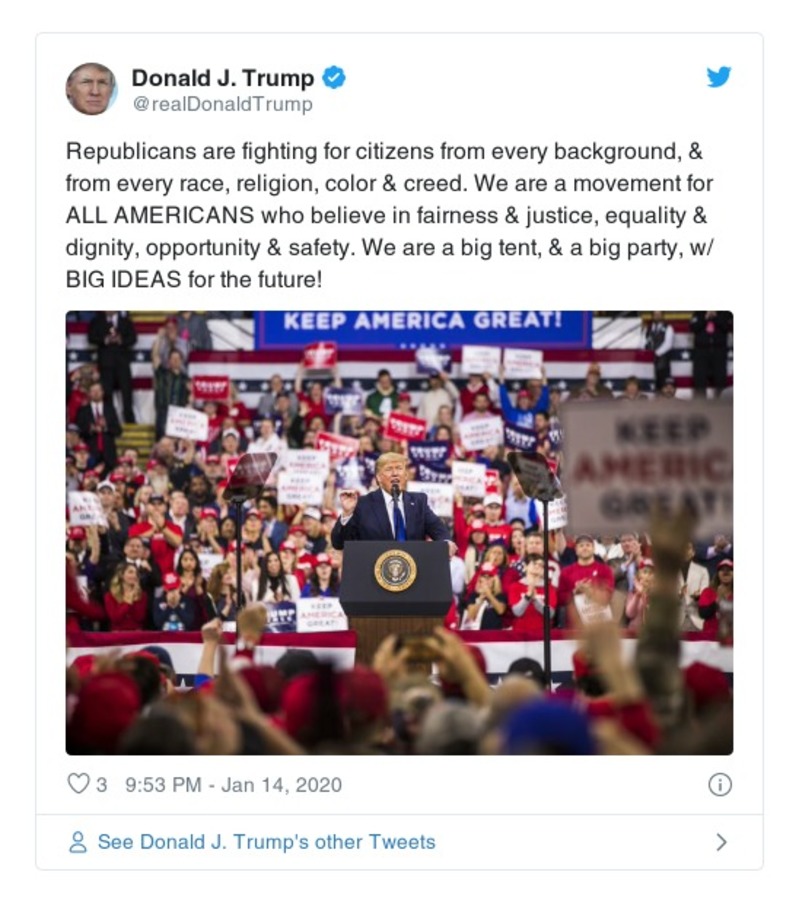 Donald J. Trump
@realDonaldTrump
Republicans are fighting for citizens from every background, &
from every race, religion, color & creed. We are a movement for
ALL AMERICANS who believe in fairness & justice, equality &
dignity, opportunity & safety. We are a big tent, & a big party, w/
BIG IDEAS for the future!
KEEP AMERICA GREAT!
KEEP
AMERIC
GREAT!
KEEP
AMERICA
GREAT!
3 9:53 PM - Jan 14, 2020
See Donald J. Trump's other Tweets